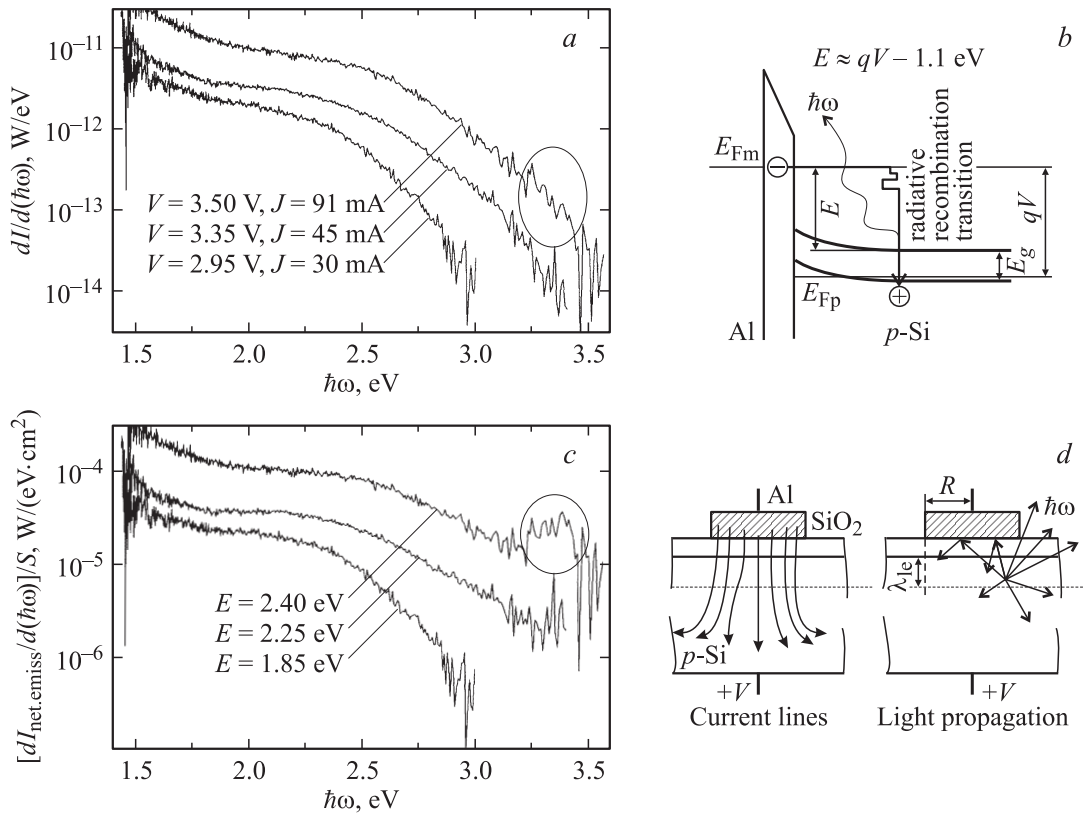 a
dI/d(ħω), W/eV
10⁻¹¹
10⁻¹²
10⁻¹³
10⁻¹⁴
V = 3.50 V, J = 91 mA
V = 3.35 V, J = 45 mA
V = 2.95 V, J = 30 mA
1.5 2.0 2.5 3.0 3.5
ħω, eV
b
E ≈ qV – 1.1 eV
ħω
E_Fm
–
E
radiative
recombination
transition
qV
E_g
E_Fp
+
Al
p-Si
c
[dI_net.emiss/d(ħω)]/S, W/(eV·cm²)
10⁻⁴
10⁻⁵
10⁻⁶
E = 2.40 eV
E = 2.25 eV
E = 1.85 eV
1.5 2.0 2.5 3.0 3.5
ħω, eV
d
Al
SiO₂
p-Si
+V
Current lines
R
ħω
λ_1e
+V
Light propagation